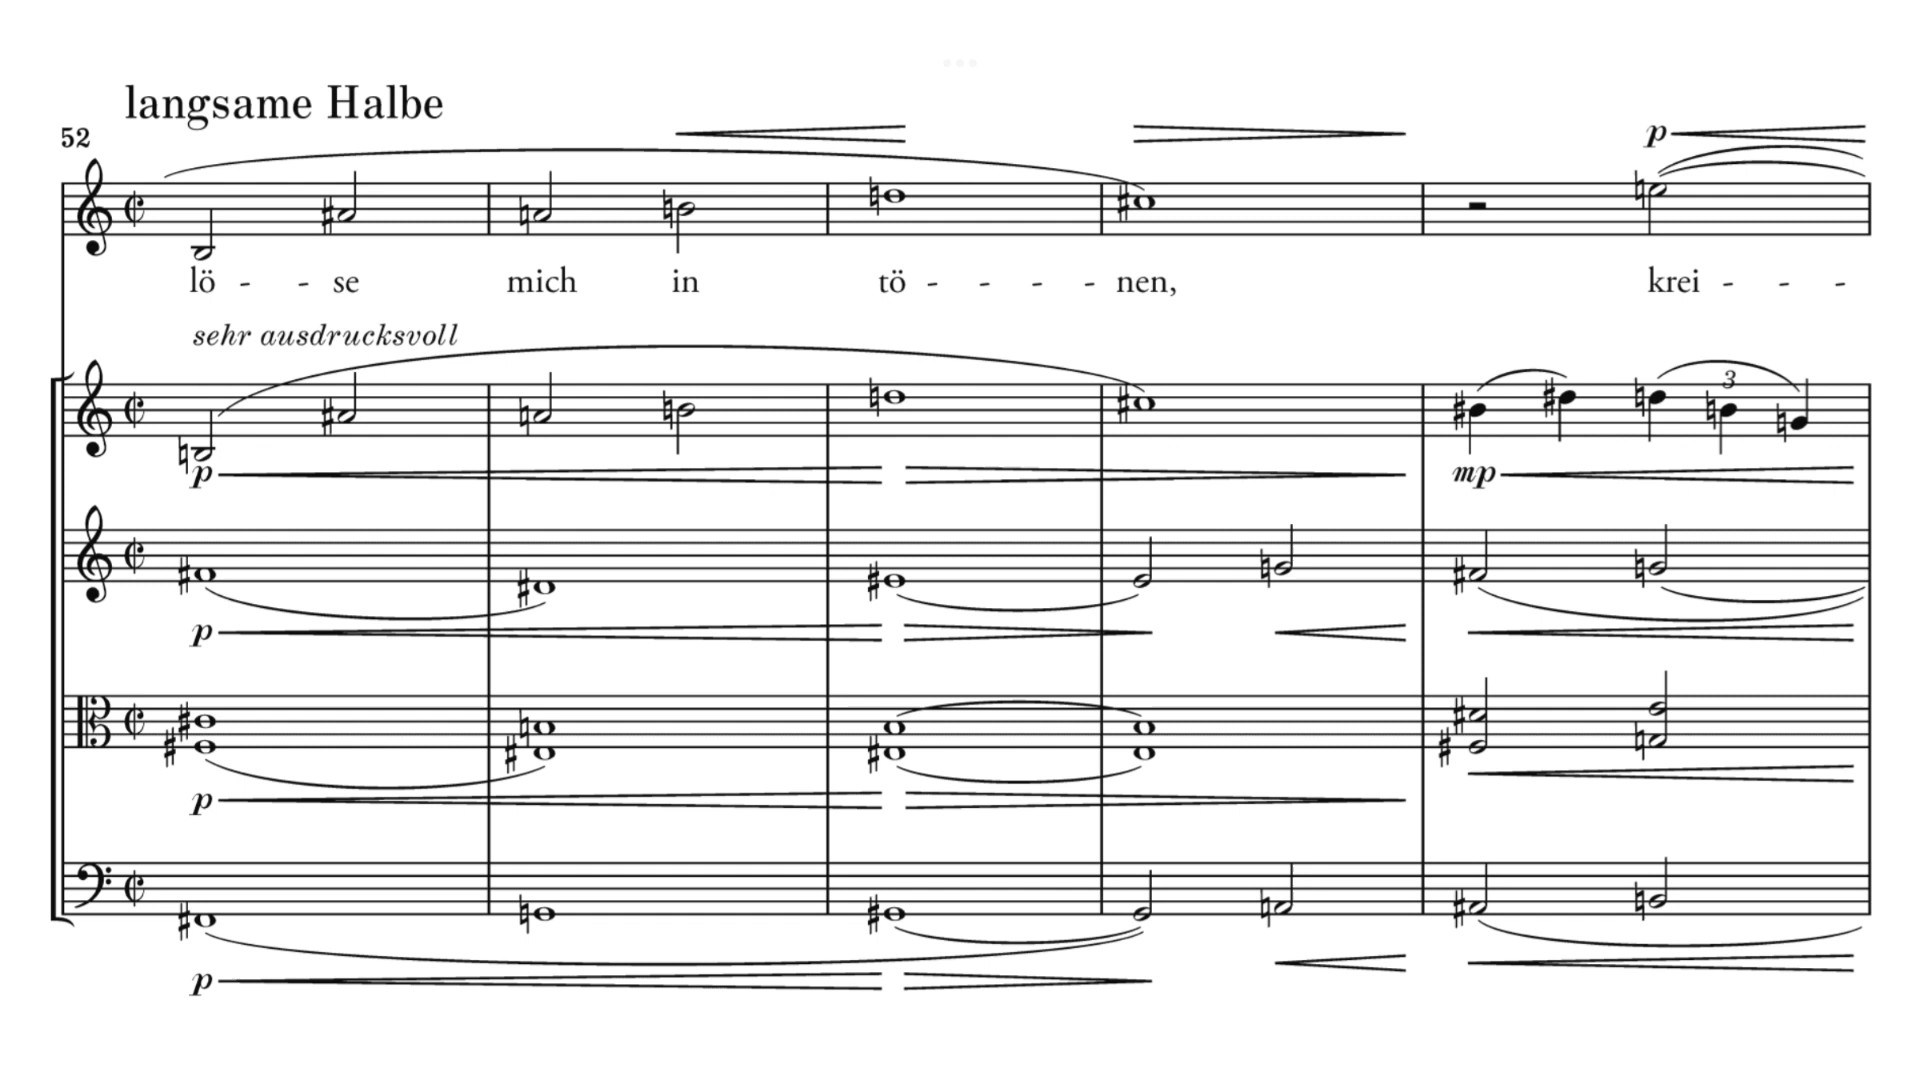 langsame Halbe
52
p
lö - - se mich in tö - - - - nen, krei - - -
sehr ausdrucksvoll
3
p mp
p
p
p